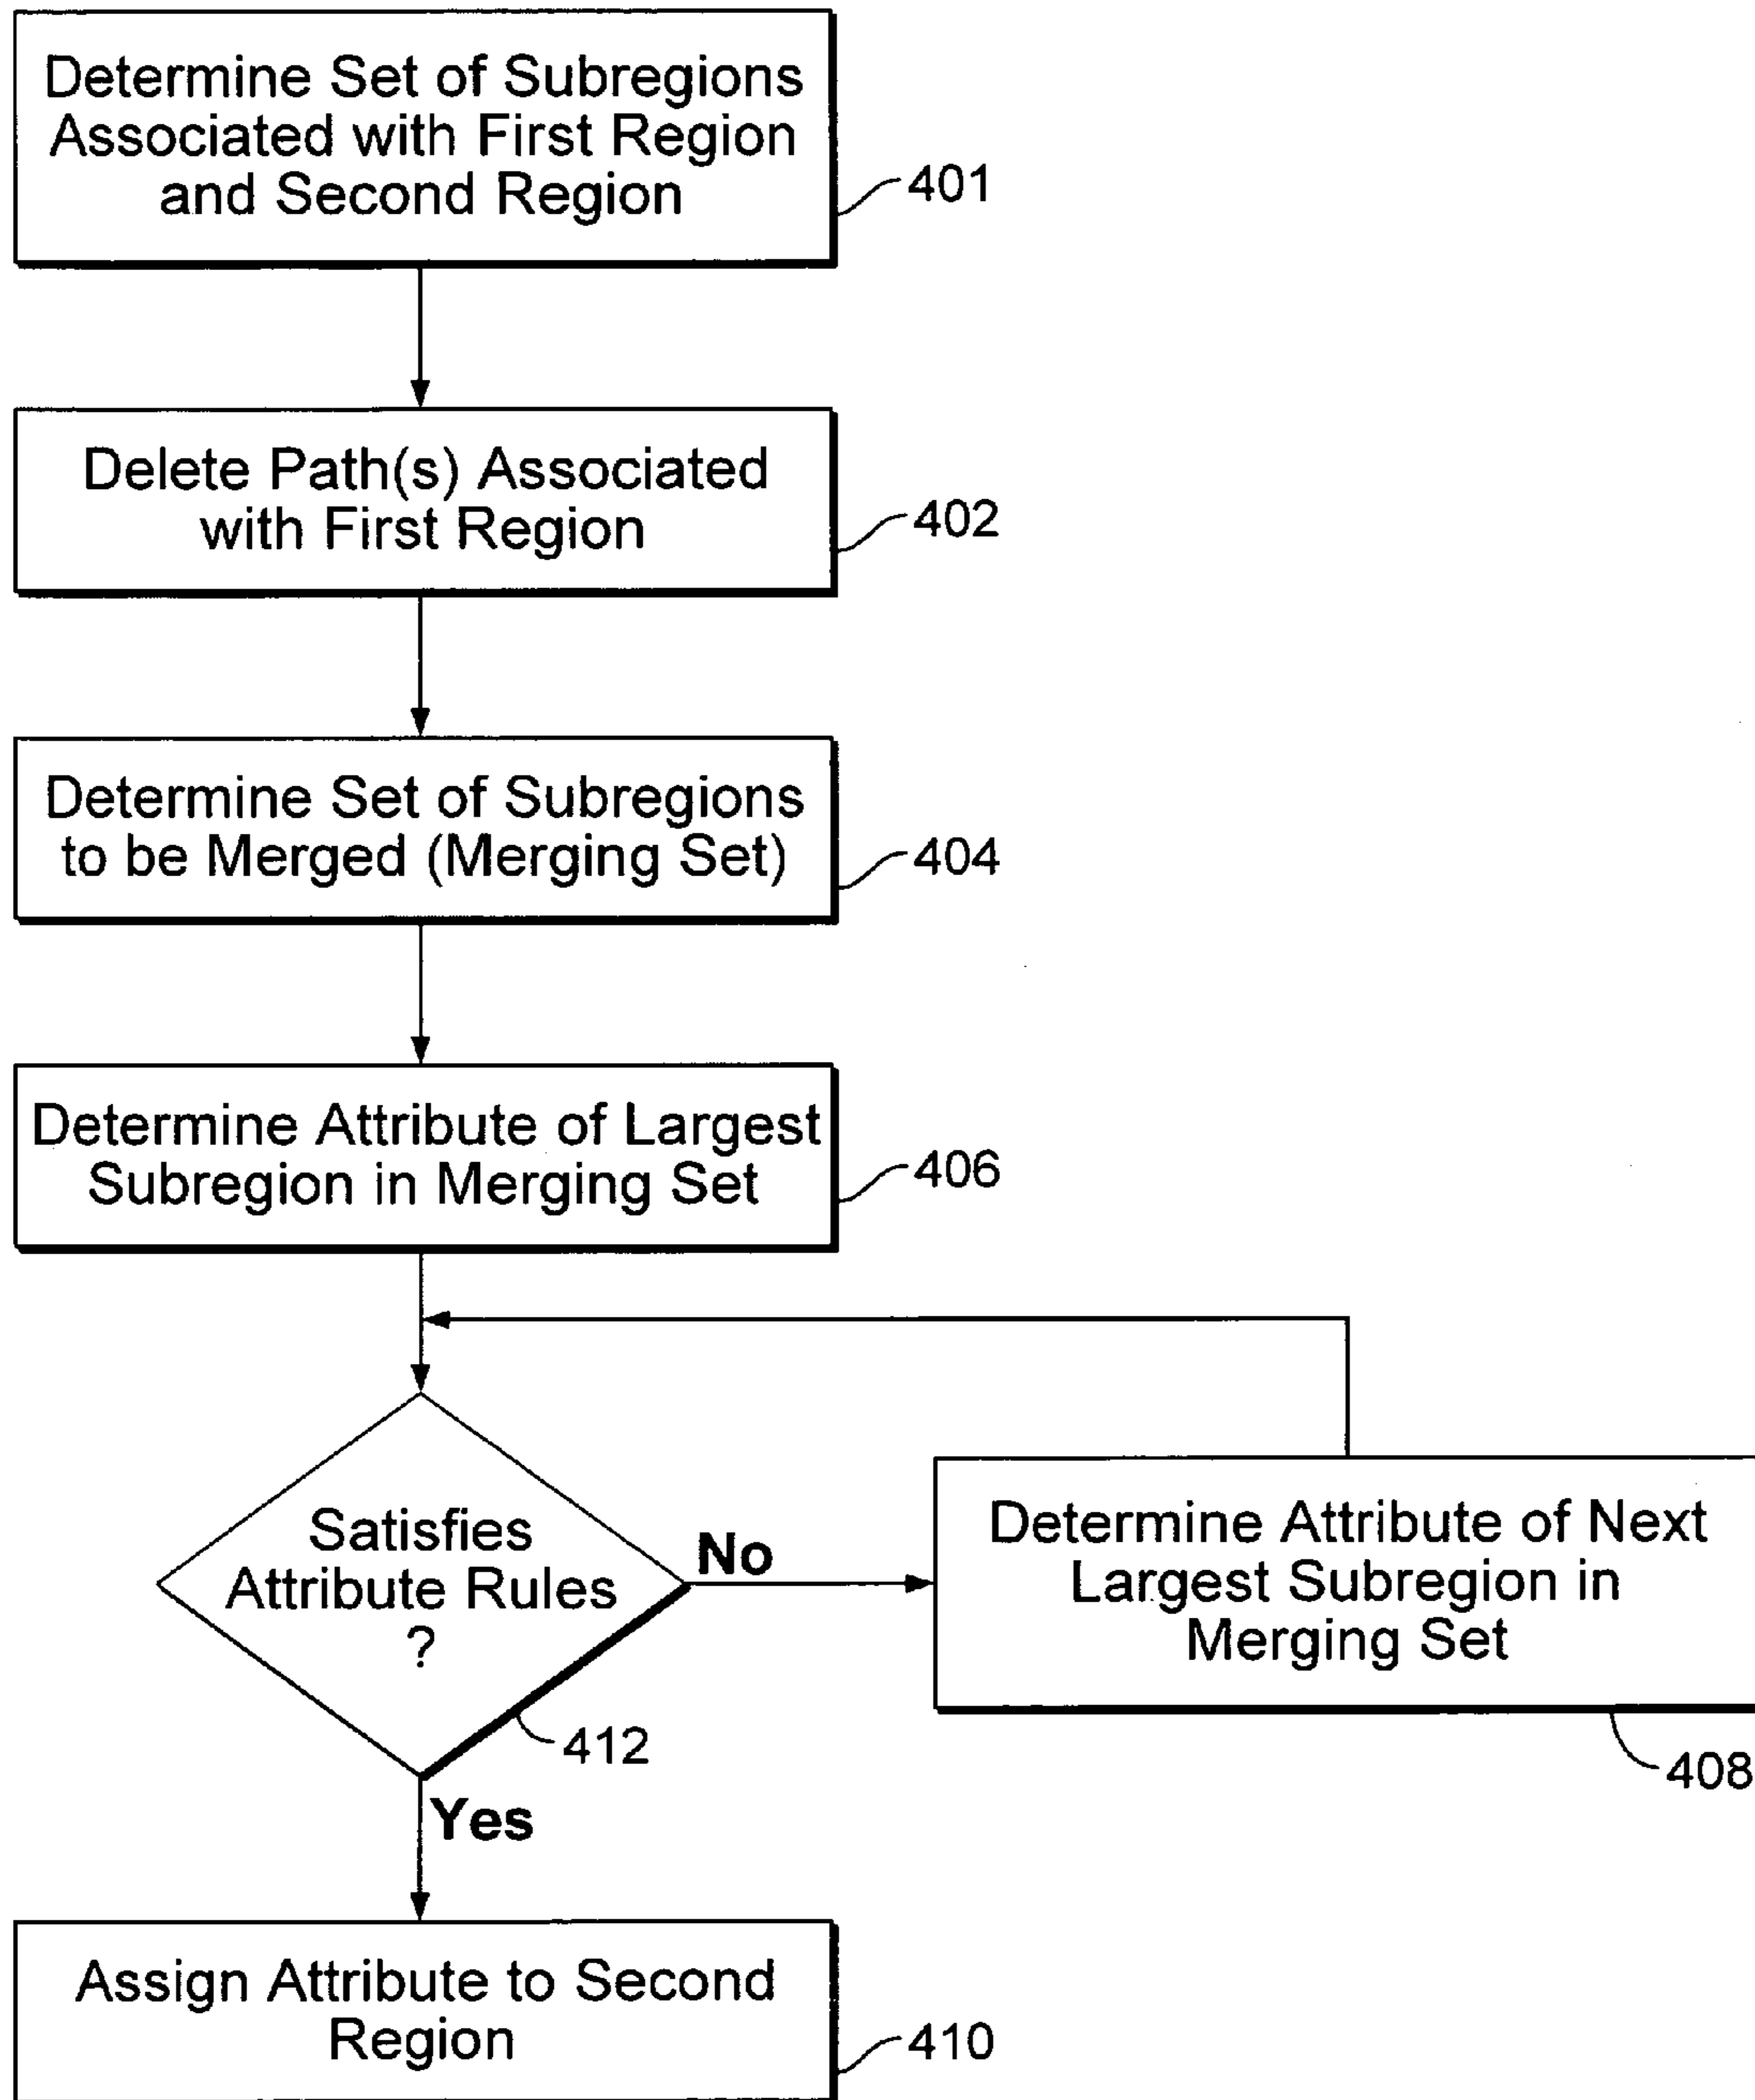 Determine Set of Subregions
Associated with First Region
and Second Region
401
Delete Path(s) Associated
with First Region
402
Determine Set of Subregions
to be Merged (Merging Set)
404
Determine Attribute of Largest
Subregion in Merging Set
406
Satisfies
Attribute Rules
?
412
No
Determine Attribute of Next
Largest Subregion in
Merging Set
408
Yes
Assign Attribute to Second
Region
410